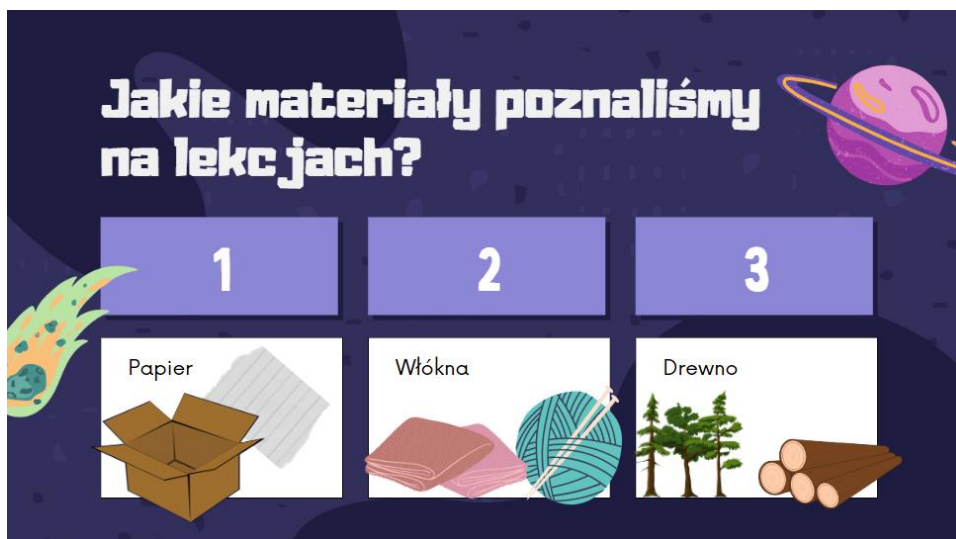 Jakie materiały poznaliśmy
na lekcjach?
1
2
3
Papier
Włókna
Drewno